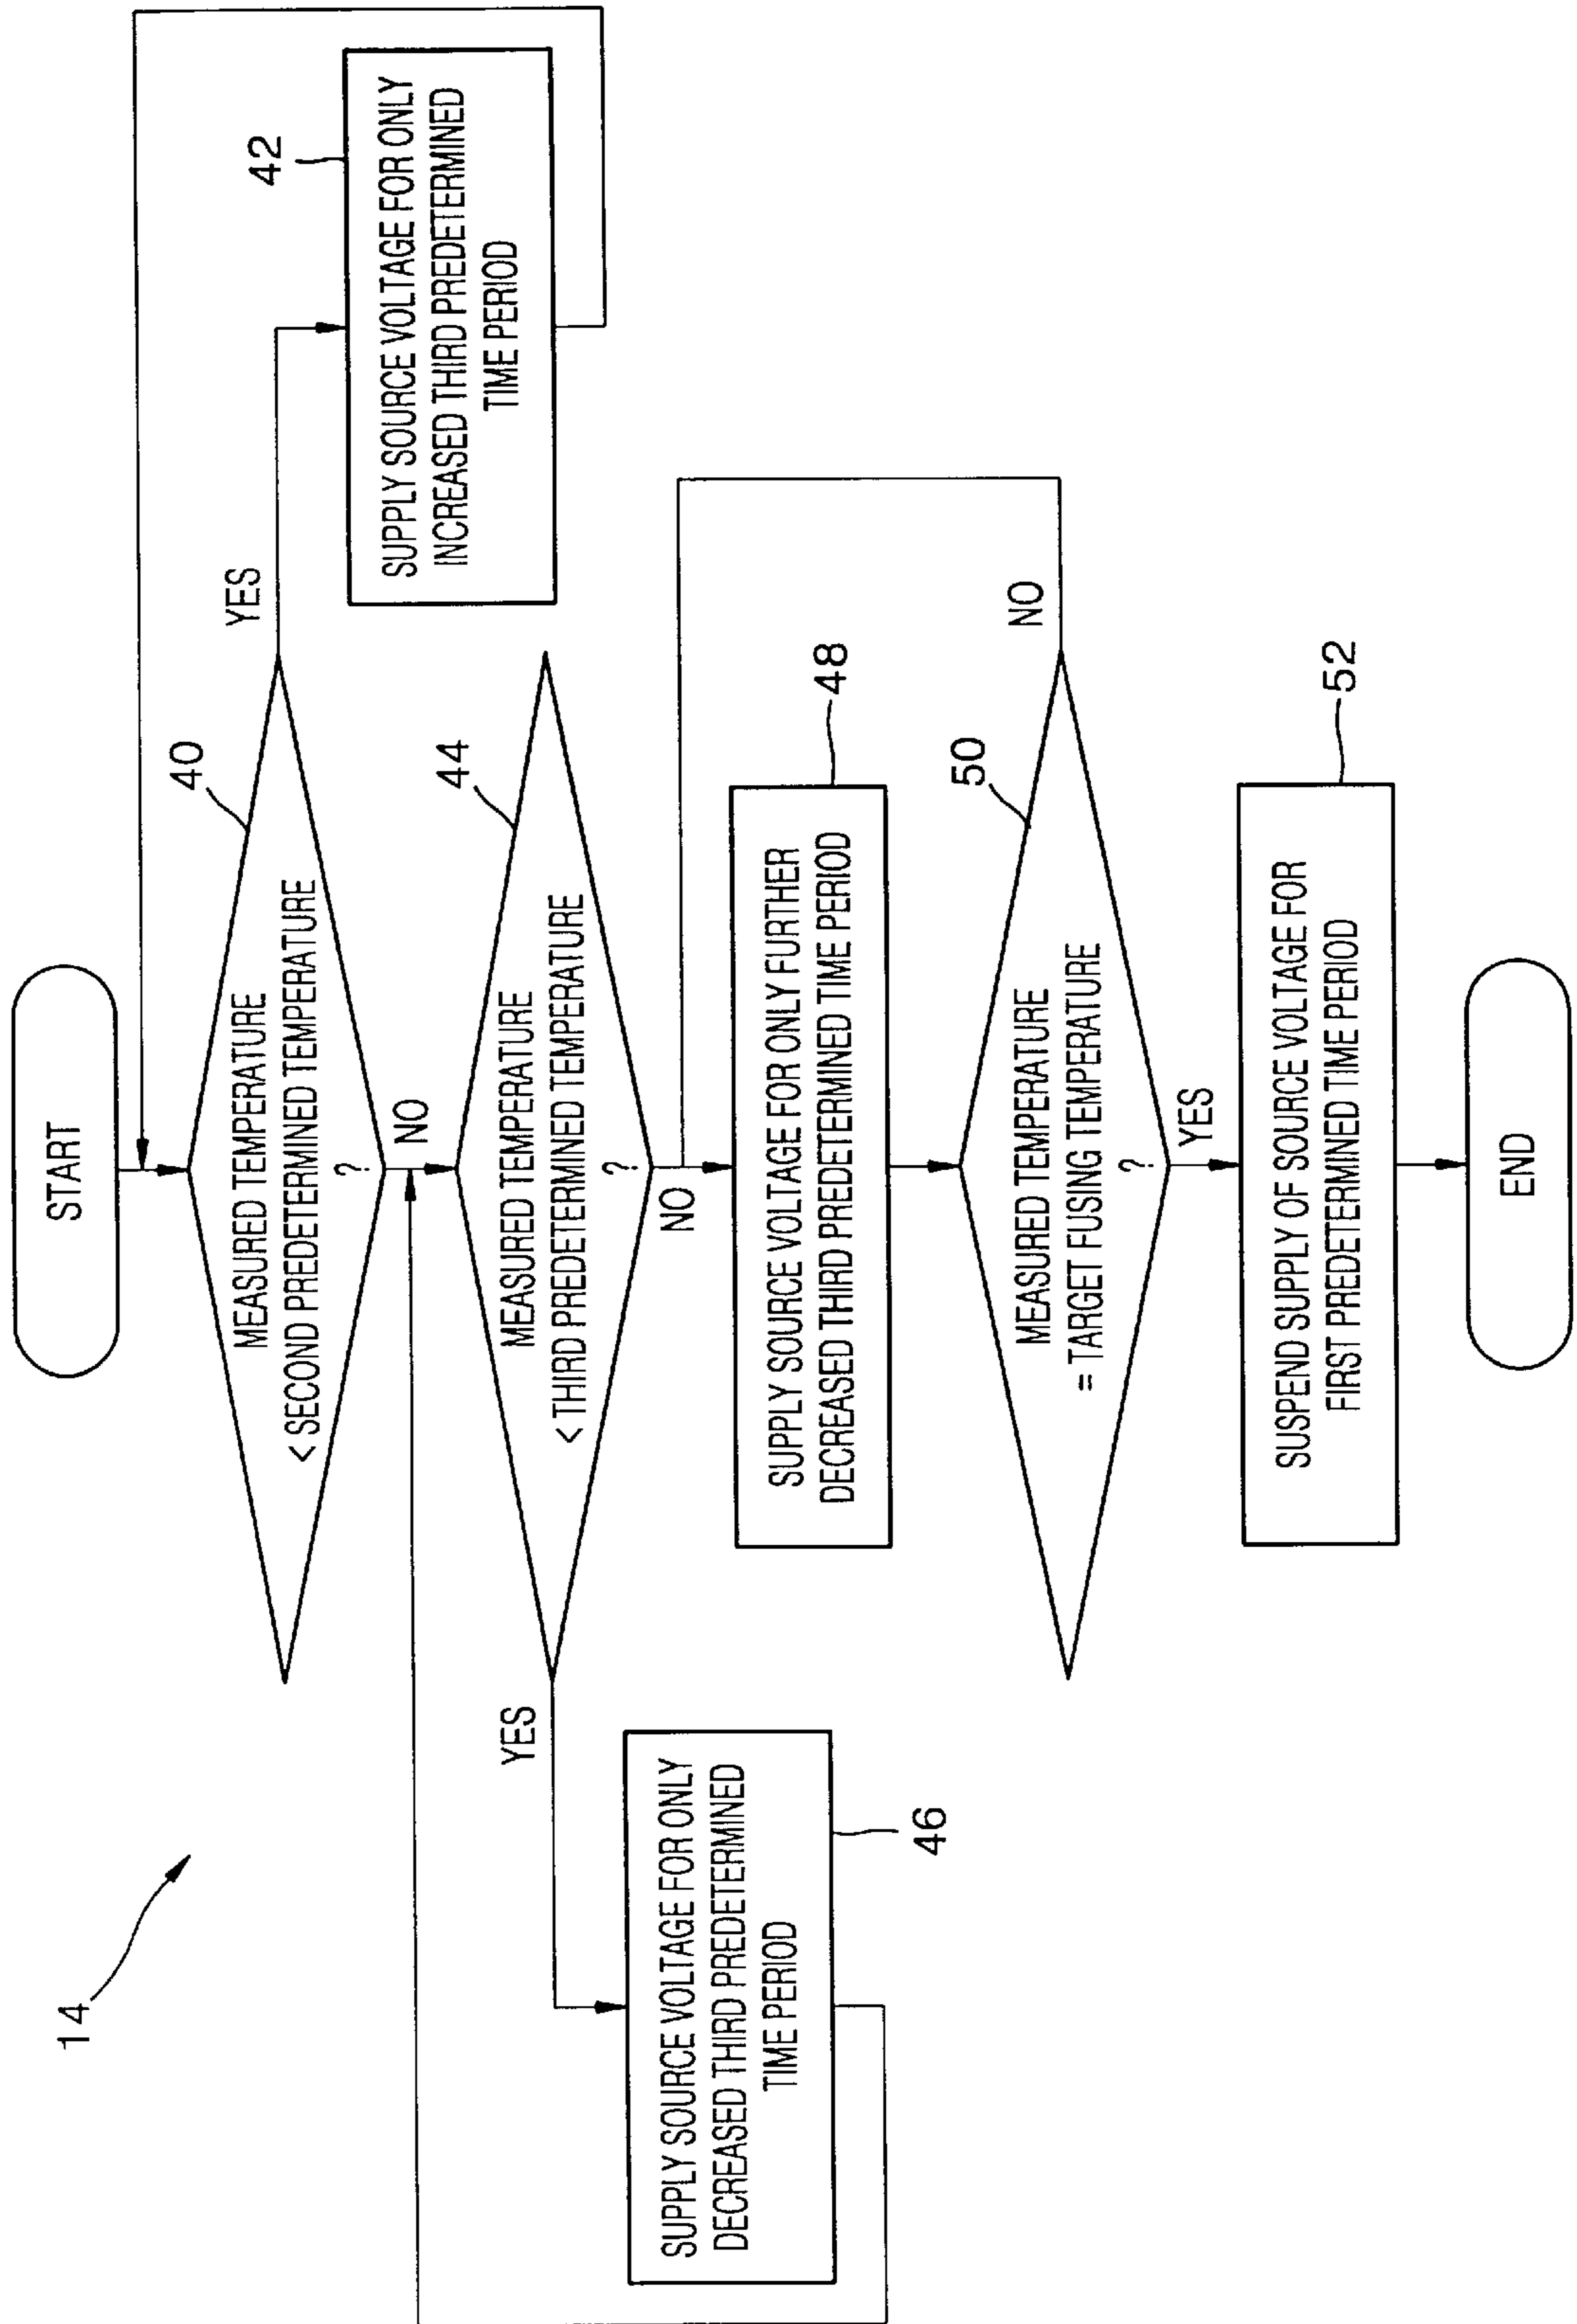 14
START
40
MEASURED TEMPERATURE
< SECOND PREDETERMINED TEMPERATURE
?
YES
NO
42
SUPPLY SOURCE VOLTAGE FOR ONLY
INCREASED THIRD PREDETERMINED
TIME PERIOD
44
MEASURED TEMPERATURE
< THIRD PREDETERMINED TEMPERATURE
?
YES
NO
SUPPLY SOURCE VOLTAGE FOR ONLY
DECREASED THIRD PREDETERMINED
TIME PERIOD
46
48
SUPPLY SOURCE VOLTAGE FOR ONLY FURTHER
DECREASED THIRD PREDETERMINED TIME PERIOD
50
MEASURED TEMPERATURE
= TARGET FUSING TEMPERATURE
?
NO
YES
52
SUSPEND SUPPLY OF SOURCE VOLTAGE FOR
FIRST PREDETERMINED TIME PERIOD
END